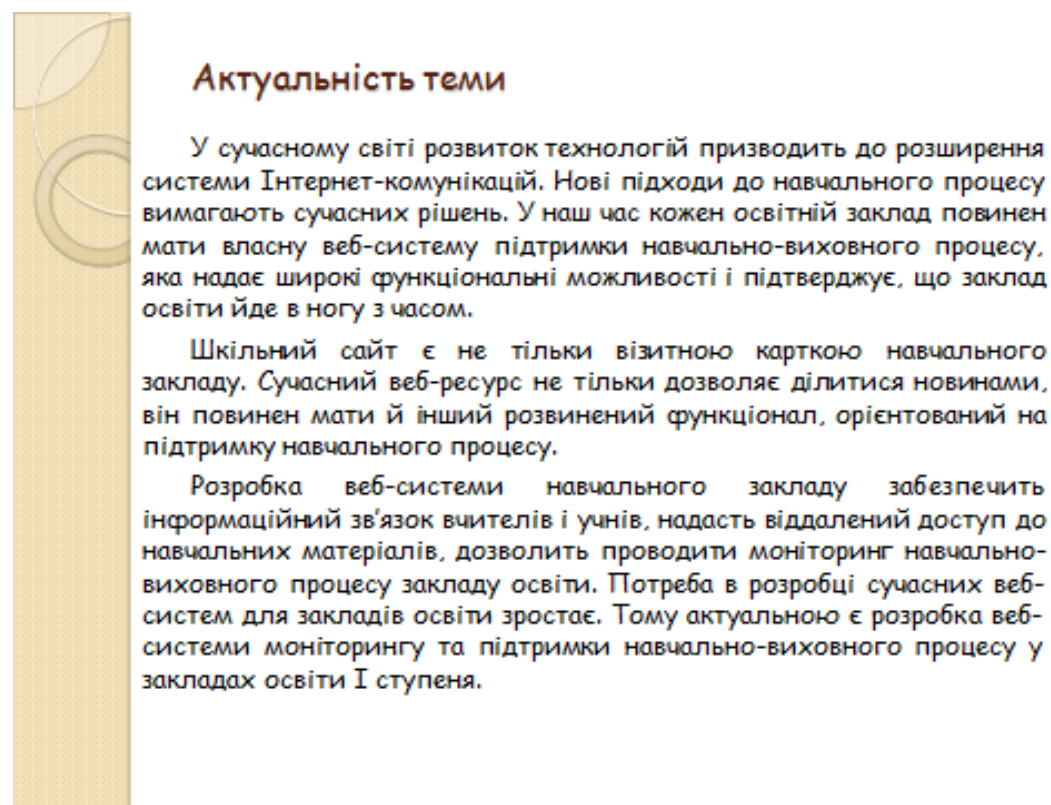 Актуальність теми
У сучасному світі розвиток технологій призводить до розширення
системи Інтернет-комунікацій. Нові підходи до навчального процесу
вимагають сучасних рішень. У наш час кожен освітній заклад повинен
мати власну веб-систему підтримки навчально-виховного процесу,
яка надає широкі функціональні можливості і підтверджує, що заклад
освіти йде в ногу з часом.
Шкільний сайт є не тільки візитною карткою навчального
закладу. Сучасний веб-ресурс не тільки дозволяє ділитися новинами,
він повинен мати й інший розвинений функціонал, орієнтований на
підтримку навчального процесу.
Розробка веб-системи навчального закладу забезпечить
інформаційний зв'язок вчителів і учнів, надасть віддалений доступ до
навчальних матеріалів, дозволить проводити моніторинг навчально-
виховного процесу закладу освіти. Потреба в розробці сучасних веб-
систем для закладів освіти зростає. Тому актуальною є розробка веб-
системи моніторингу та підтримки навчально-виховного процесу у
закладах освіти І ступеня.